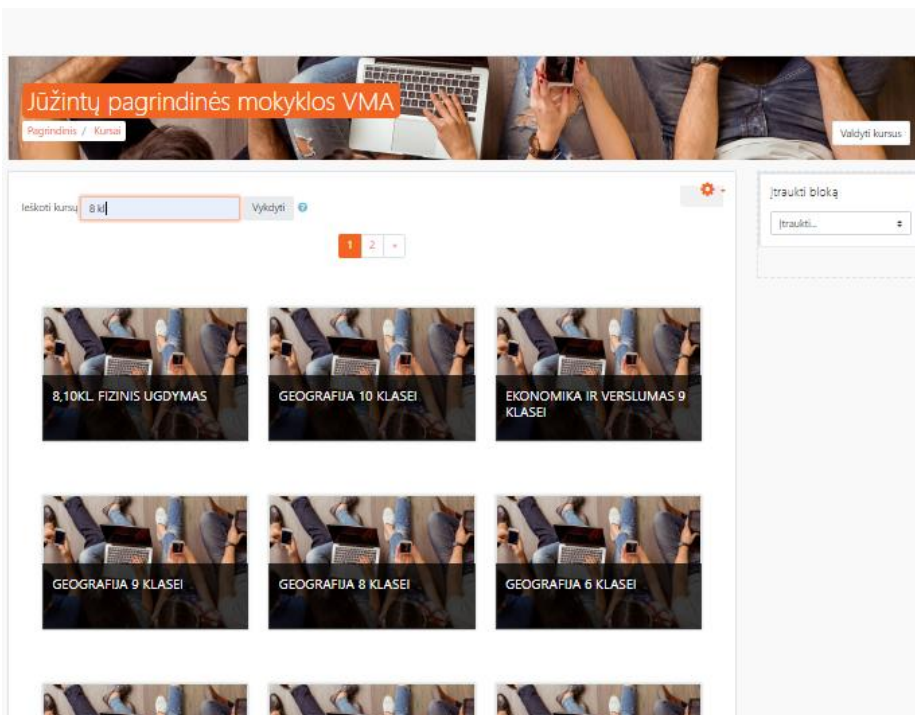 Jūžintų pagrindinės mokyklos VMA
Pagrindinis / Kursai
Valdyti kursus
Ieškoti kursų
8 kl
Vykdyti
Įtraukti bloką
Įtraukti...
1 2 »
8,10KL. FIZINIS UGDYMAS
GEOGRAFIJA 10 KLASEI
EKONOMIKA IR VERSLUMAS 9
KLASEI
GEOGRAFIJA 9 KLASEI
GEOGRAFIJA 8 KLASEI
GEOGRAFIJA 6 KLASEI